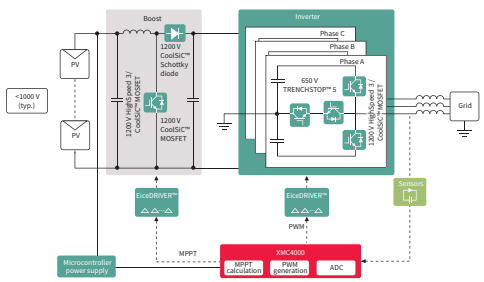 Boost
Inverter
Phase C
Phase B
Phase A
1200 V
CoolSiC™
Schottky
diode
PV
<1000 V
(typ.)
1200 V HighSpeed 3/
CoolSiC™ MOSFET
650 V
TRENCHSTOP™ 5
1200 V HighSpeed 3 /
CoolSiC™ MOSFET
Grid
1200 V
CoolSiC™
MOSFET
PV
EiceDRIVER™
EiceDRIVER™
Sensors
PWM
MPPT
Microcontroller
power supply
XMC4000
MPPT
calculation
PWM
generation
ADC